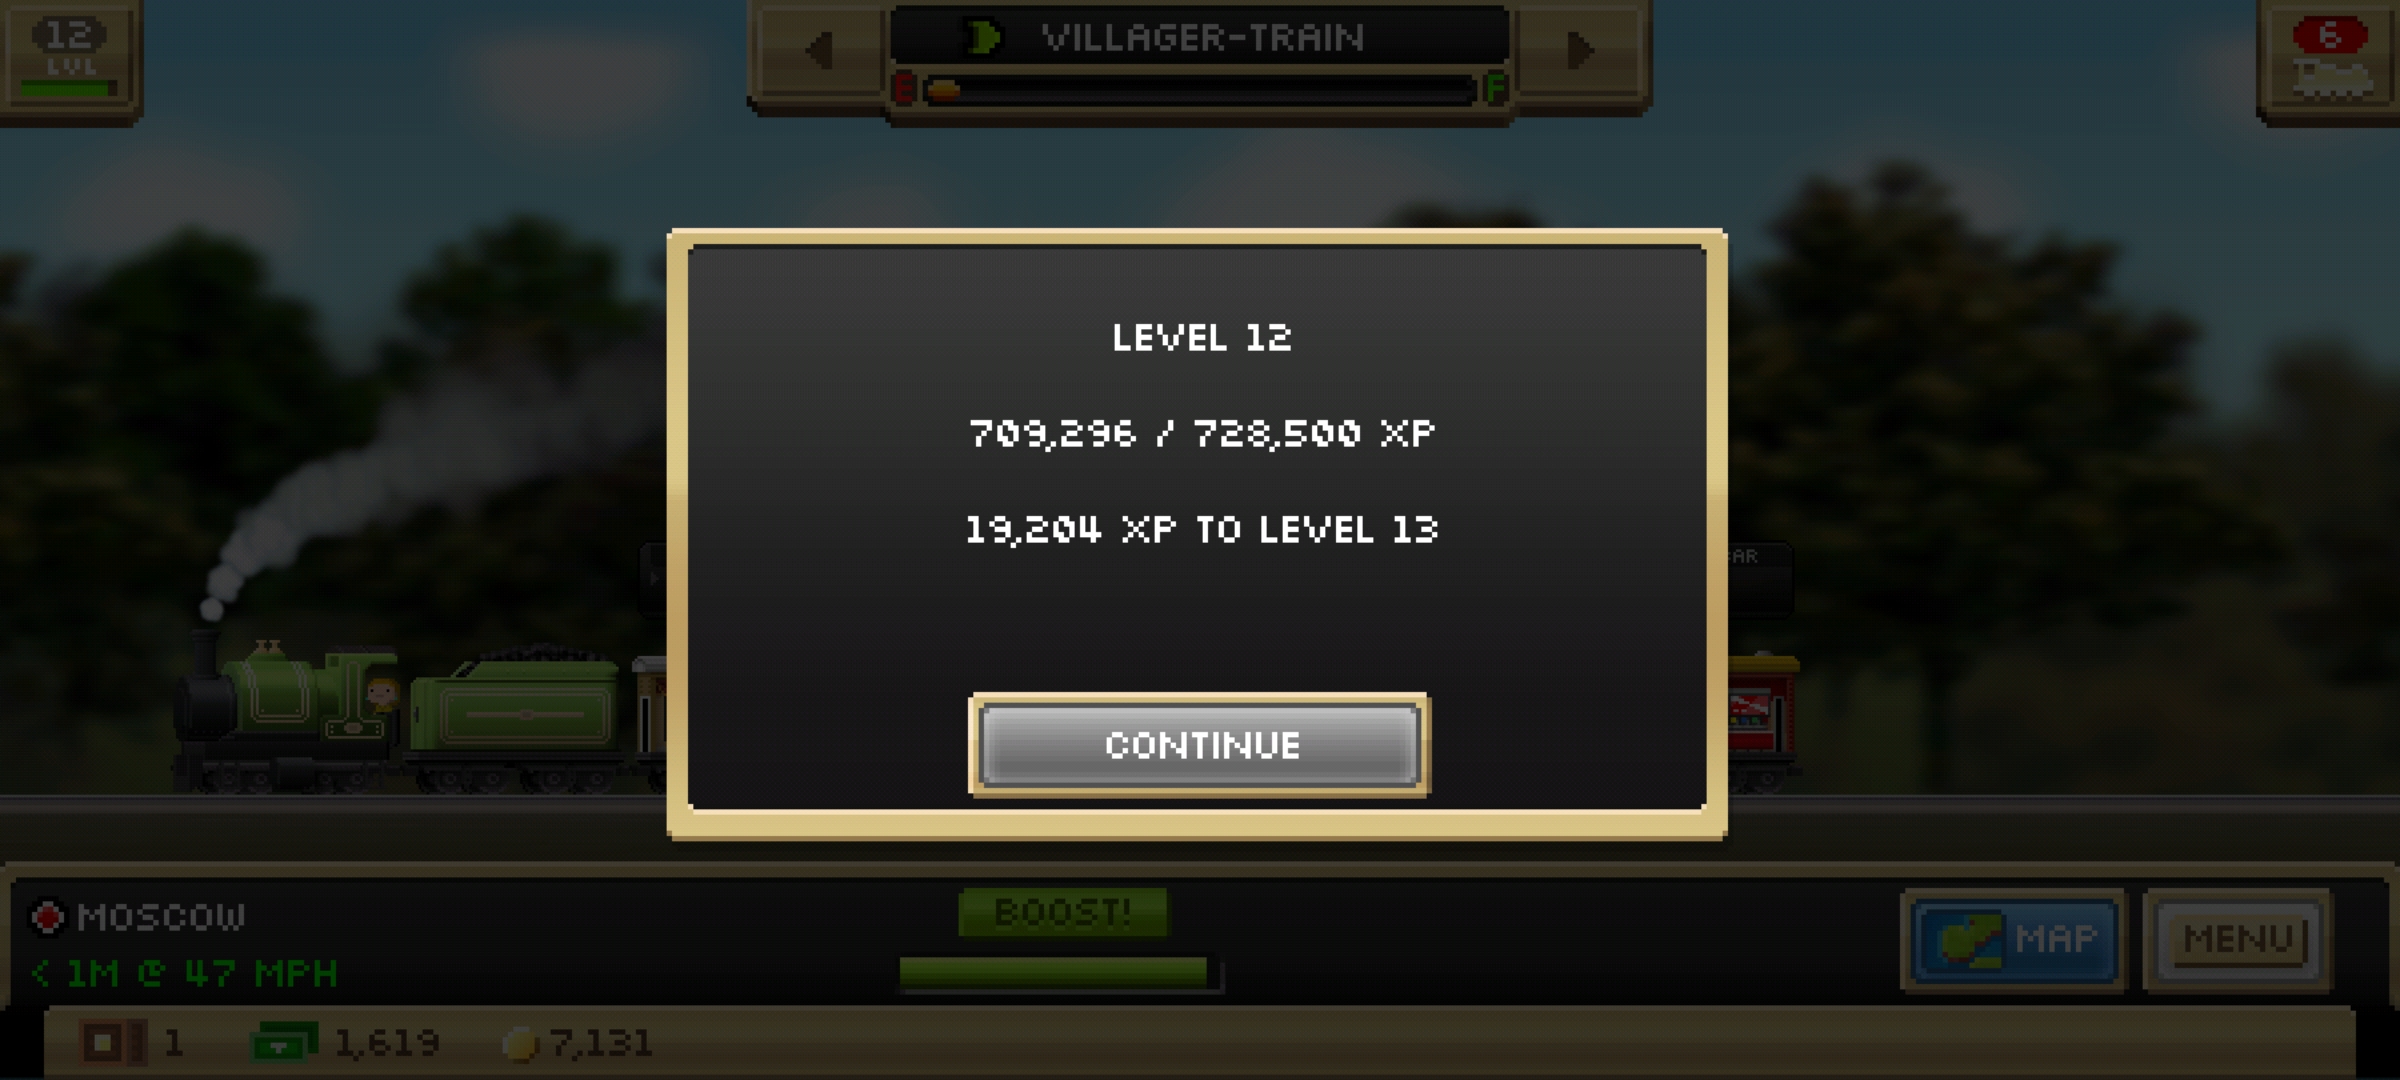 12
LVL
VILLAGER-TRAIN
E F
6
LEVEL 12
709,296 / 728,500 XP
19,204 XP TO LEVEL 13
CONTINUE
MOSCOW
< 1M @ 47 MPH
BOOST!
MAP
MENU
1 1,619 7,131